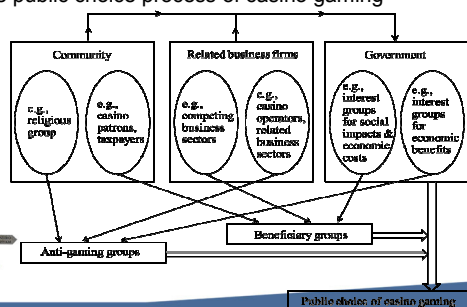 public choice process of casino gaming
Community
Related business firms
Government
e.g.,
religious
group
e.g.,
casino
patrons,
taxpayers
e.g.,
competing
business
sectors
e.g.,
casino
operators,
related
business
sectors
e.g.,
interest
groups
for social
impacts &
economic
costs
e.g.,
interest
groups
for
economic
benefits
Beneficiary groups
Anti-gaming groups
Public choice of casino gaming